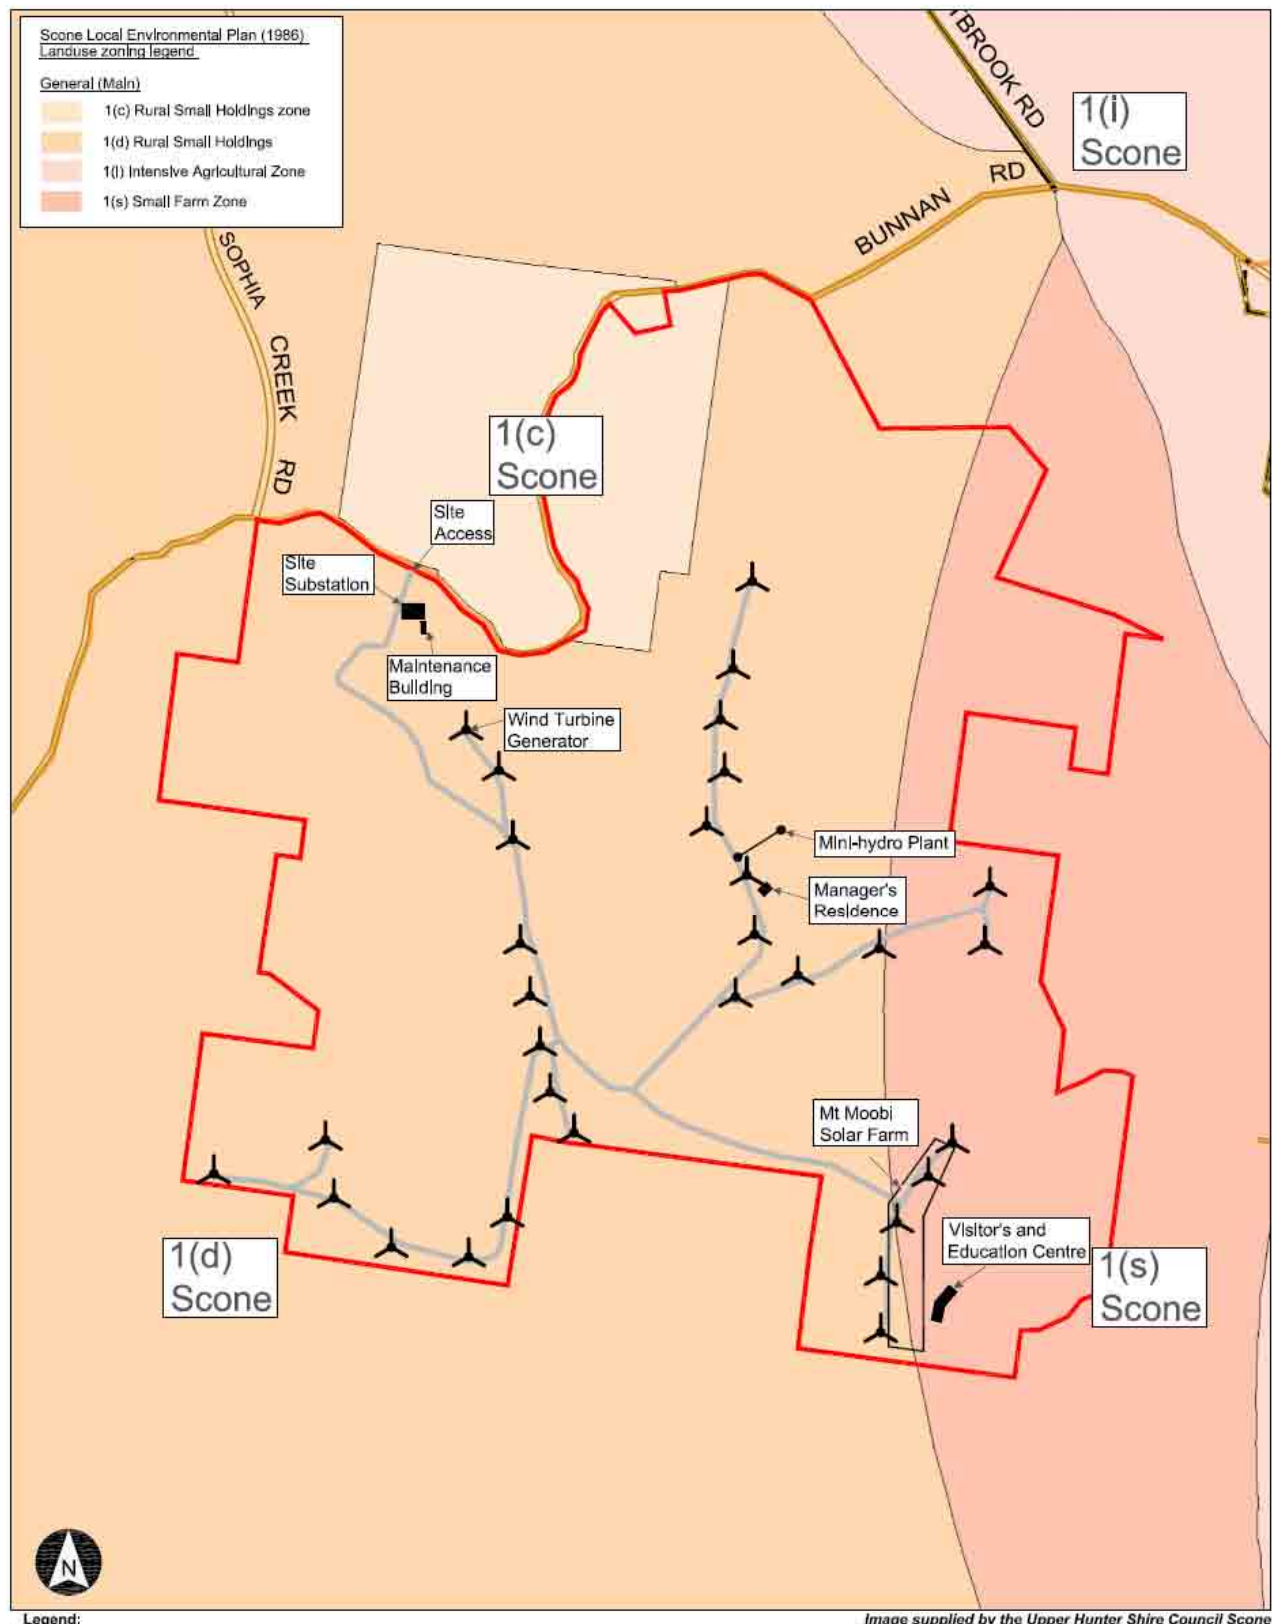 Scone Local Environmental Plan (1986)
Landuse zoning legend
General (Main)
1(c) Rural Small Holdings zone
1(d) Rural Small Holdings
1(i) Intensive Agricultural Zone
1(s) Small Farm Zone
TBROOK RD
1(i)
Scone
BUNNAN RD
SOPHIA CREEK RD
1(c)
Scone
Site
Access
Site
Substation
Maintenance
Building
Wind Turbine
Generator
Mini-hydro Plant
Manager's
Residence
Mt Moobi
Solar Farm
Visitor's and
Education Centre
1(d)
Scone
1(s)
Scone
N
Legend:
Image supplied by the Upper Hunter Shire Council Scone